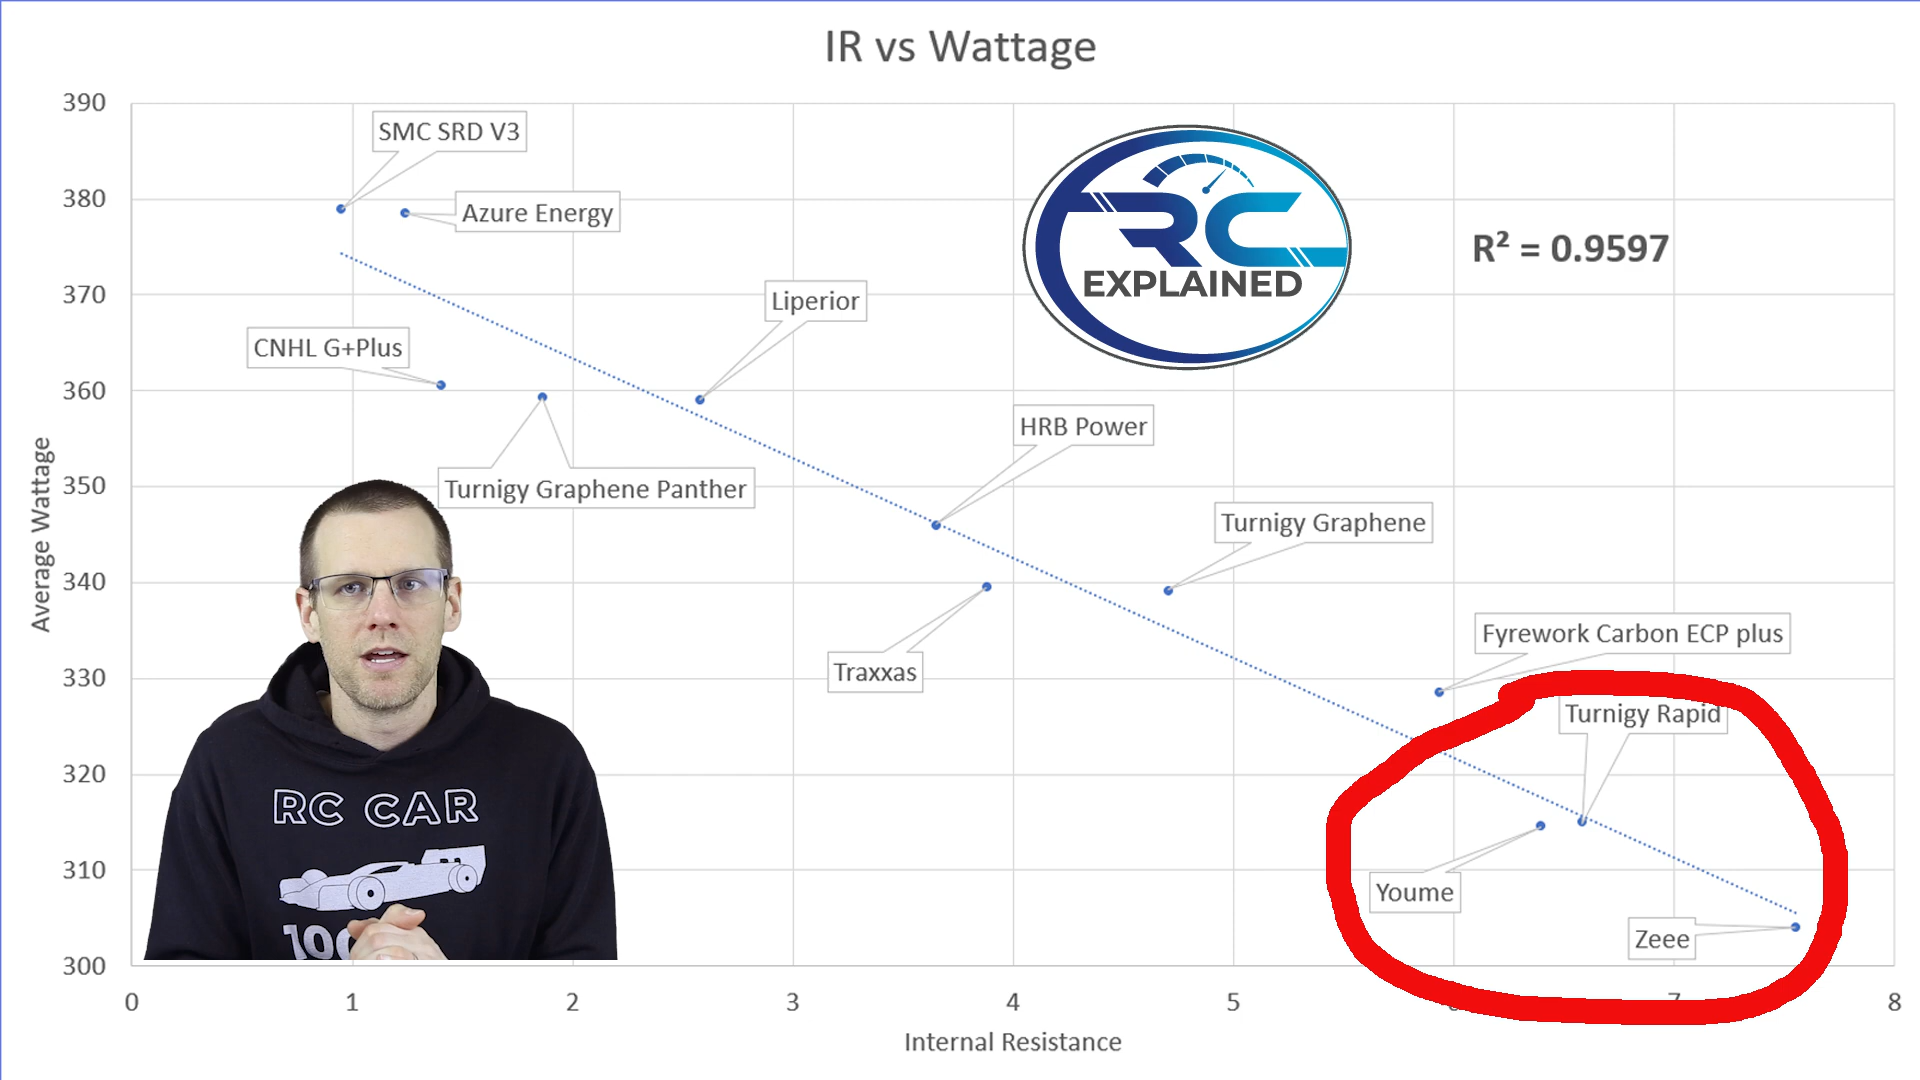 IR vs Wattage
390
380
370
360
350
340
330
320
310
300
Average Wattage
SMC SRD V3
Azure Energy
CNHL G+Plus
Liperior
Turnigy Graphene Panther
HRB Power
Traxxas
Turnigy Graphene
Fyrework Carbon ECP plus
Turnigy Rapid
Youme
Zeee
RC
EXPLAINED
R² = 0.9597
RC CAR
0
1
2
3
4
5
7
8
Internal Resistance